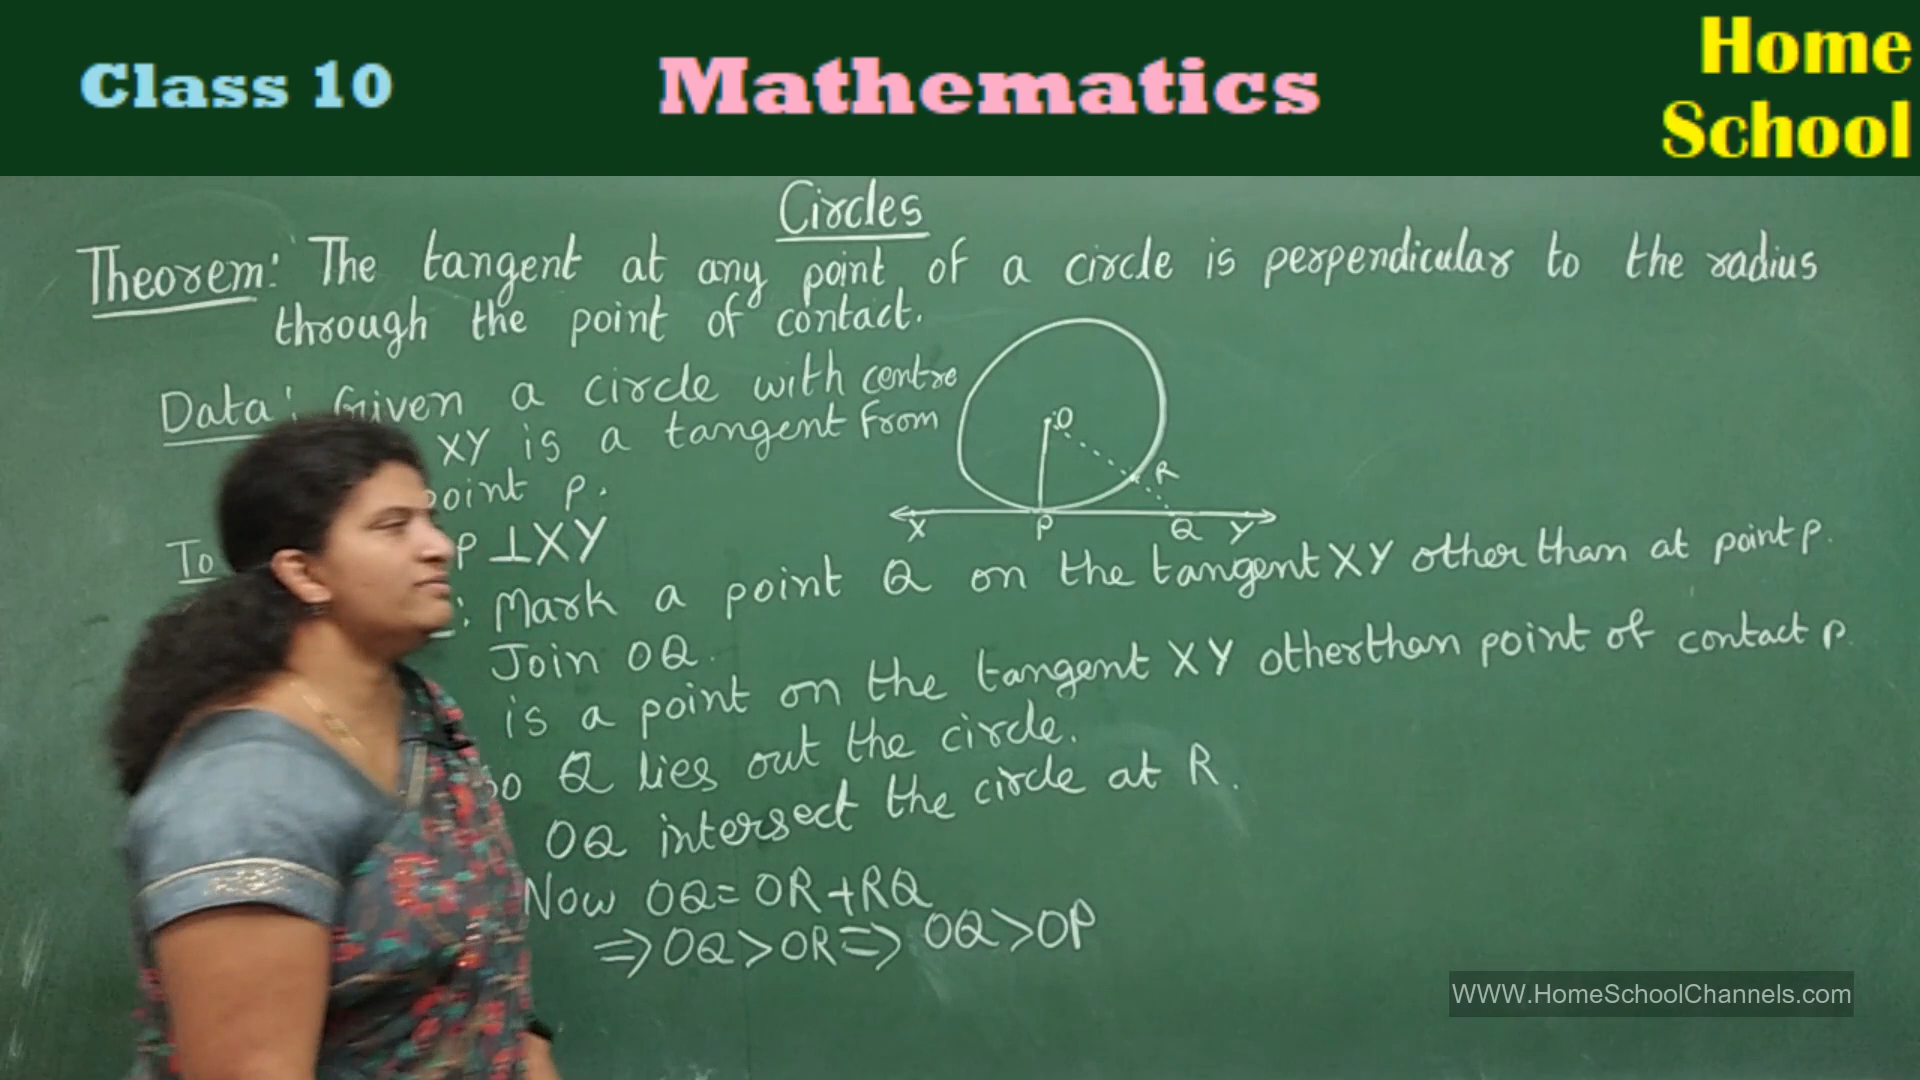 Class 10
Mathematics
Home
School
Circles
Theorem: The tangent at any point of a circle is perpendicular to the radius
through the point of contact.
Data: Given a circle with centre
XY is a tangent from
point P.
To P ⊥ XY
: Mark a point Q on the tangent XY other than at point P.
Join OQ.
is a point on the tangent XY otherthan point of contact P.
So Q lies out the circle.
OQ intersect the circle at R.
Now OQ = OR + RQ
⇒ OQ > OR ⇒ OQ > OP
O
R
X P Q Y
WWW.HomeSchoolChannels.com